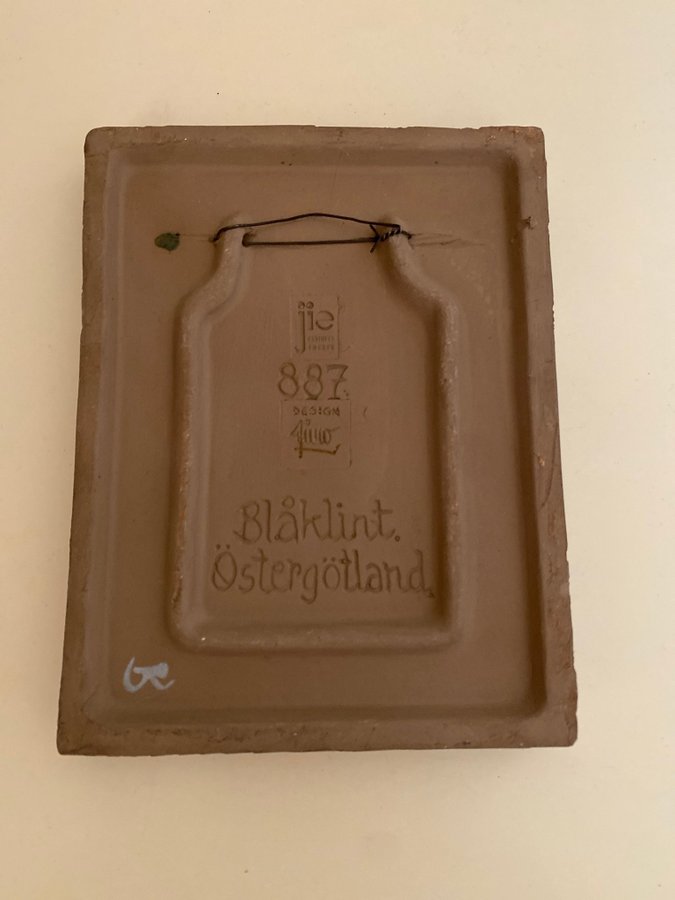 jie
887.
DESIGN
Blåklint.
Östergötland.